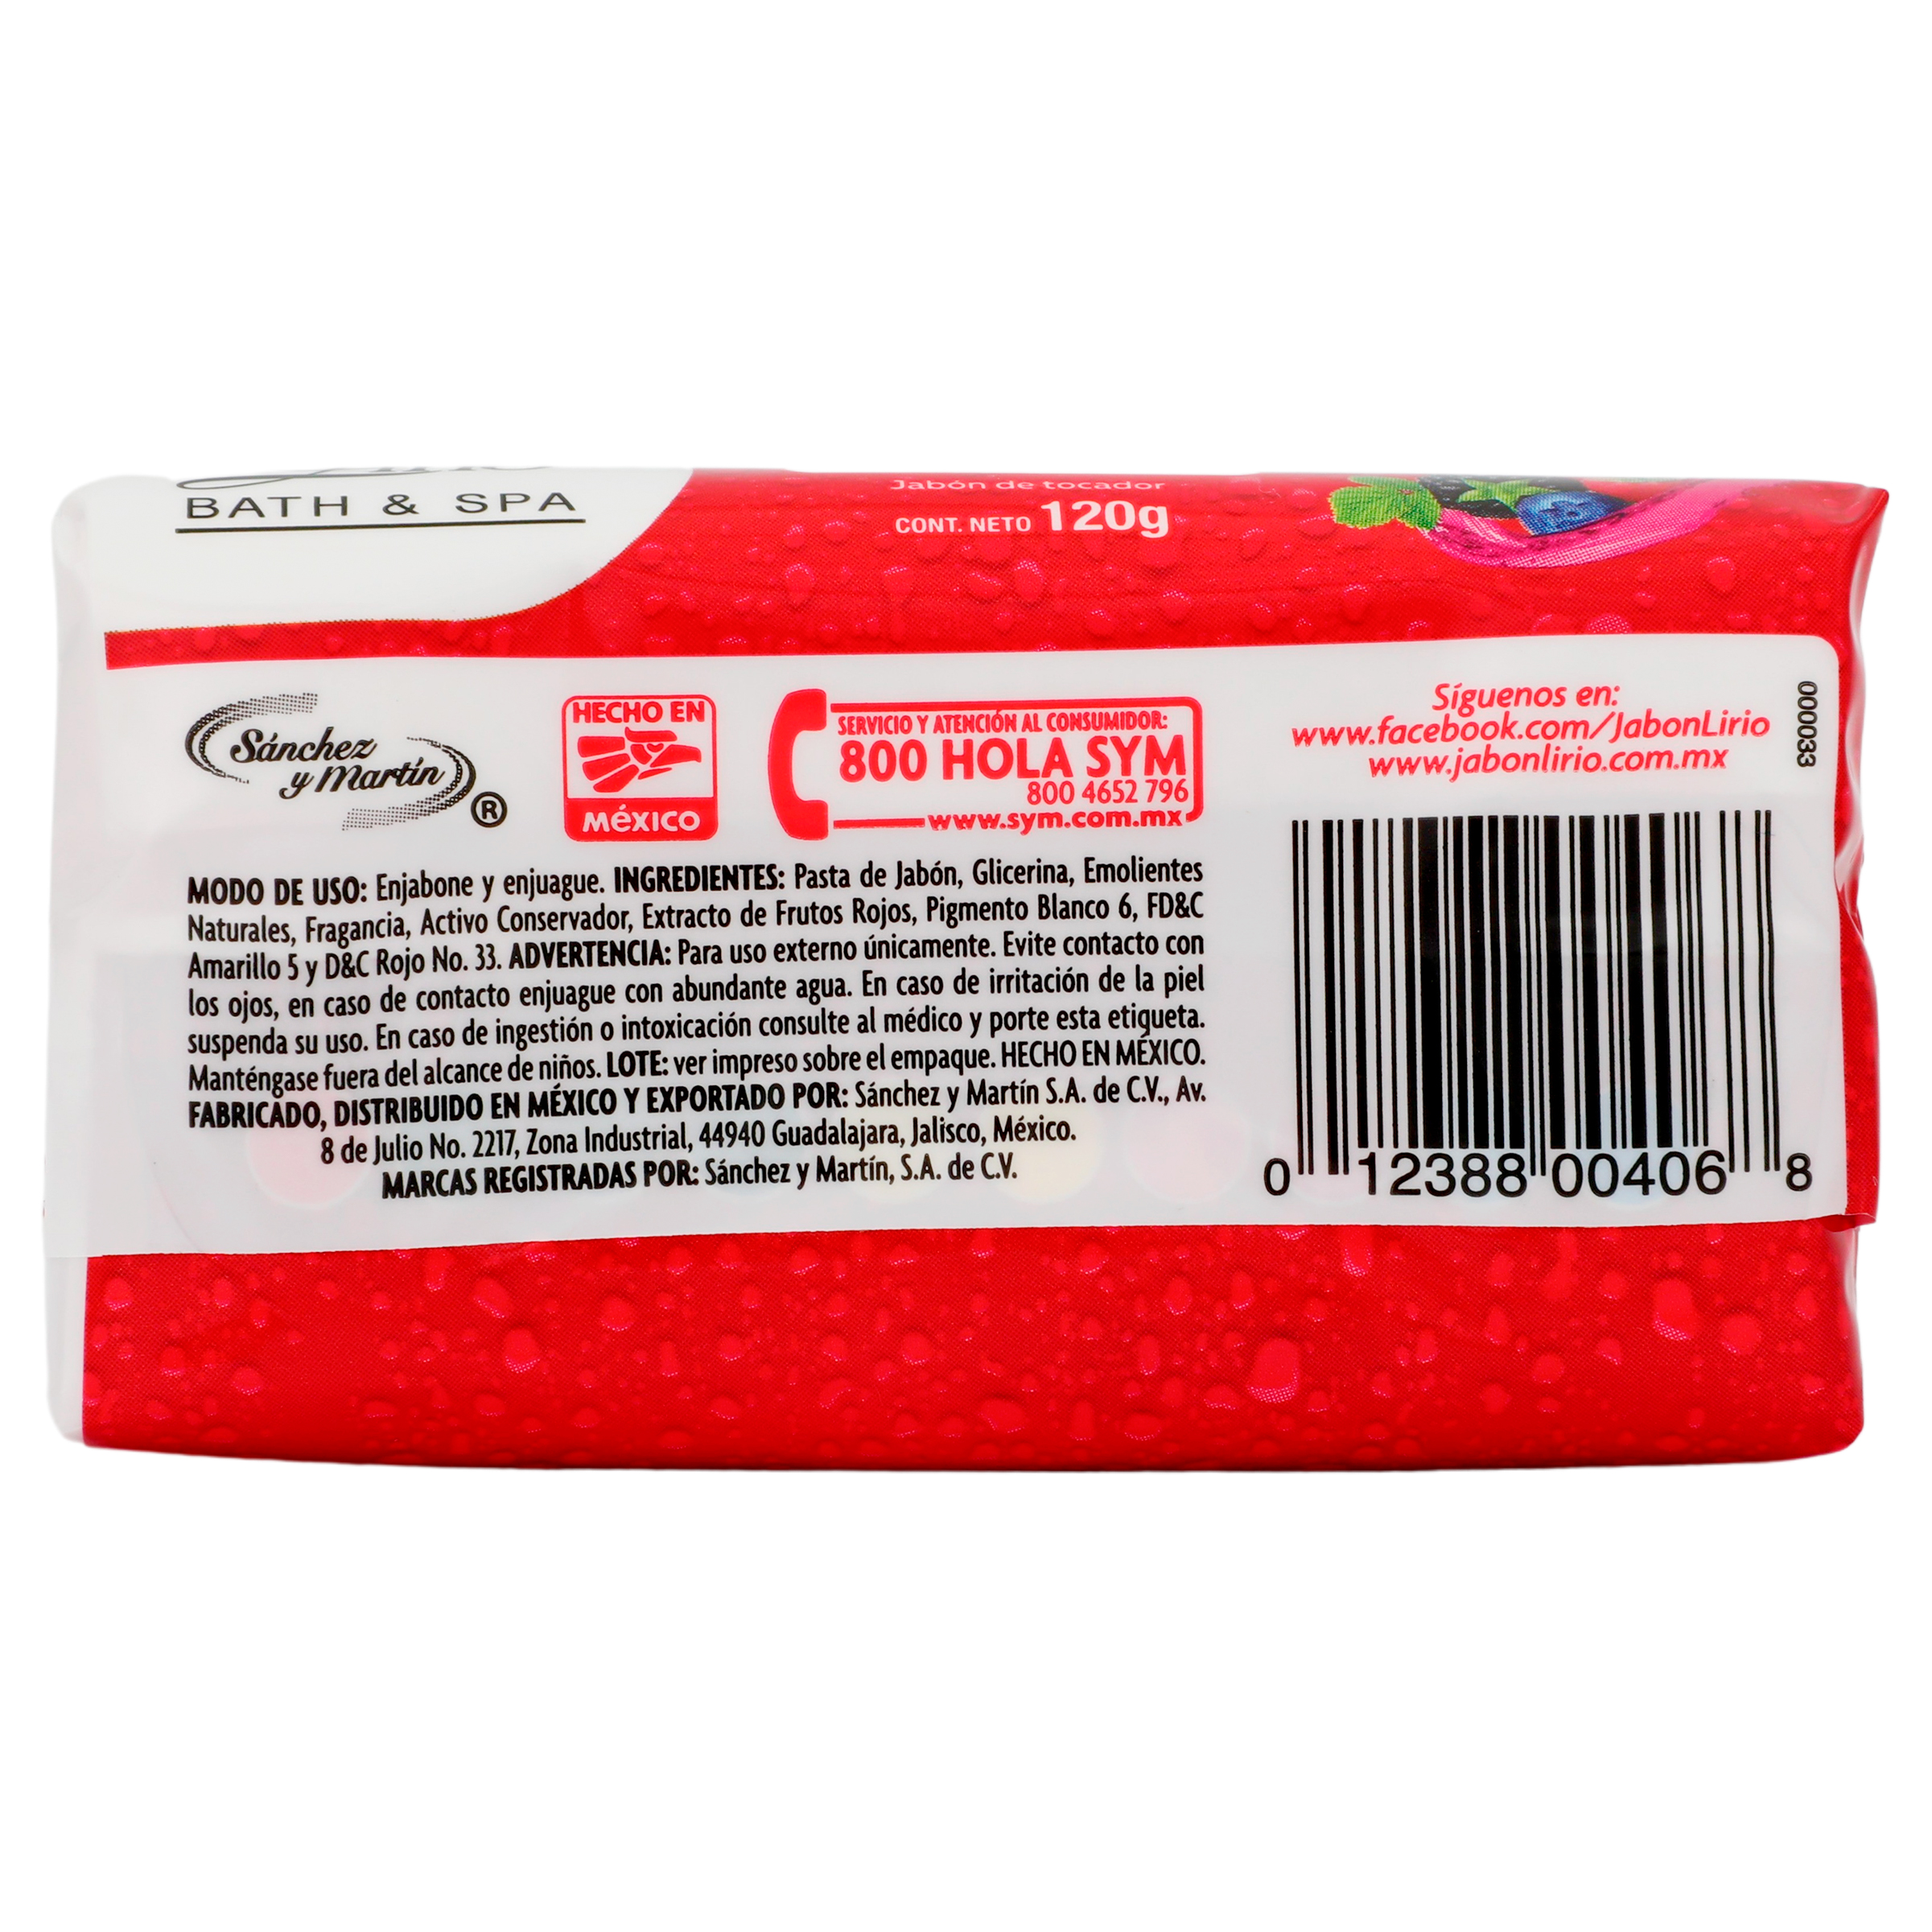 BATH & SPA
Jabón de tocador
CONT. NETO 120g
Sánchez
y Martín
®
HECHO EN
MéXICO
SERVICIO Y ATENCIÓN AL CONSUMIDOR:
800 HOLA SYM
800 4652 796
www.sym.com.mx
Síguenos en:
www.facebook.com/JabonLirio
www.jabonlirio.com.mx
000033
MODO DE USO: Enjabone y enjuague. INGREDIENTES: Pasta de Jabón, Glicerina, Emolientes
Naturales, Fragancia, Activo Conservador, Extracto de Frutos Rojos, Pigmento Blanco 6, FD&C
Amarillo 5 y D&C Rojo No. 33. ADVERTENCIA: Para uso externo únicamente. Evite contacto con
los ojos, en caso de contacto enjuague con abundante agua. En caso de irritación de la piel
suspenda su uso. En caso de ingestión o intoxicación consulte al médico y porte esta etiqueta.
Manténgase fuera del alcance de niños. LOTE: ver impreso sobre el empaque. HECHO EN MÉXICO.
FABRICADO, DISTRIBUIDO EN MÉXICO Y EXPORTADO POR: Sánchez y Martín S.A. de C.V., Av.
8 de Julio No. 2217, Zona Industrial, 44940 Guadalajara, Jalisco, México.
MARCAS REGISTRADAS POR: Sánchez y Martín, S.A. de C.V.
0 12388 00406 8